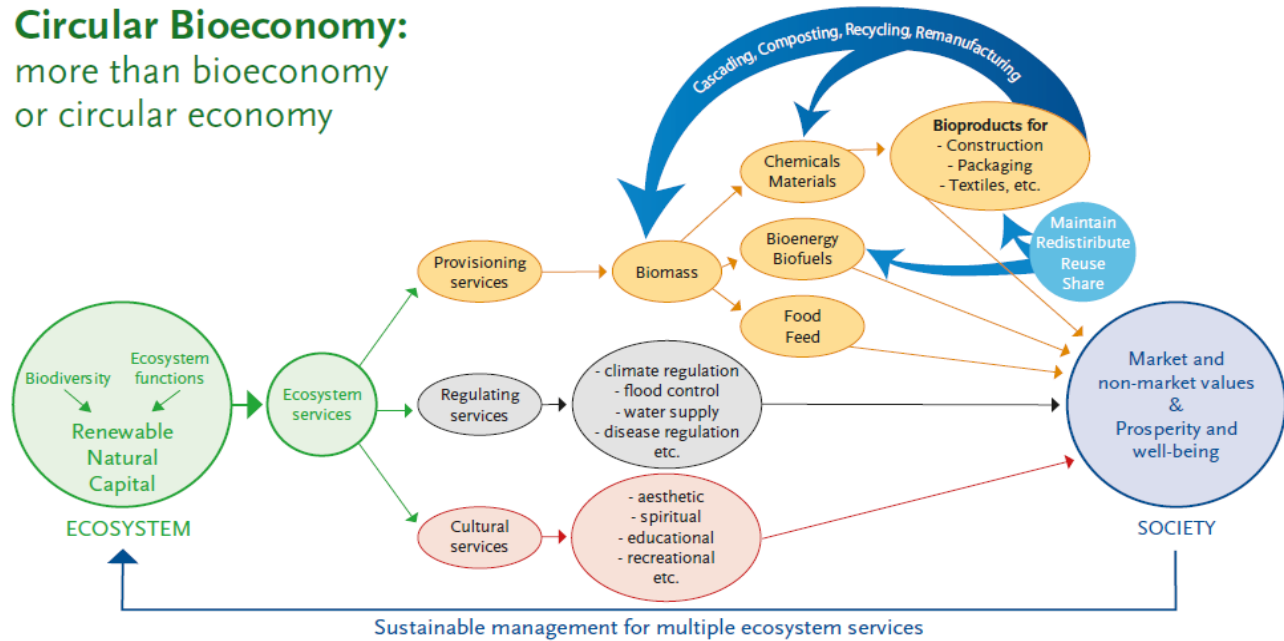 Circular Bioeconomy:
more than bioeconomy
or circular economy
Cascading, Composting, Recycling, Remanufacturing
Bioproducts for
- Construction
- Packaging
- Textiles, etc.
Chemicals
Materials
Maintain
Redistiribute
Reuse
Share
Bioenergy
Biofuels
Provisioning
services
Biomass
Food
Feed
Biodiversity
Ecosystem
functions
Renewable
Natural
Capital
ECOSYSTEM
Ecosystem
services
Regulating
services
- climate regulation
- flood control
- water supply
- disease regulation
etc.
Cultural
services
- aesthetic
- spiritual
- educational
- recreational
etc.
Market and
non-market values
&
Prosperity and
well-being
SOCIETY
Sustainable management for multiple ecosystem services